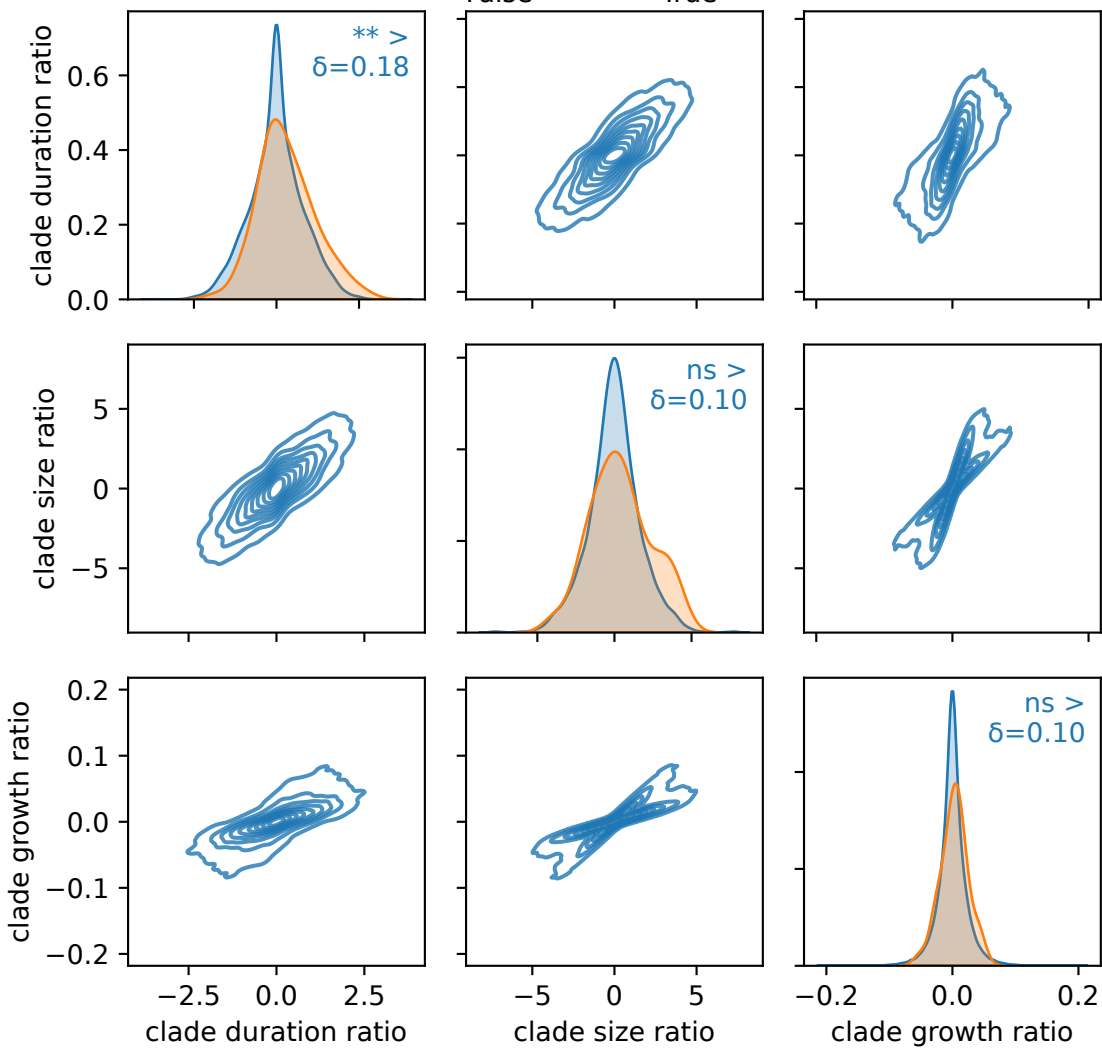 True
** >
δ=0.18
clade duration ratio
0.6
0.4
0.2
0.0
ns >
δ=0.10
clade size ratio
5
0
−5
ns >
δ=0.10
clade growth ratio
0.2
0.1
0.0
−0.1
−0.2
−2.5 0.0 2.5
−5 0 5
−0.2 0.0 0.2
clade duration ratio
clade size ratio
clade growth ratio